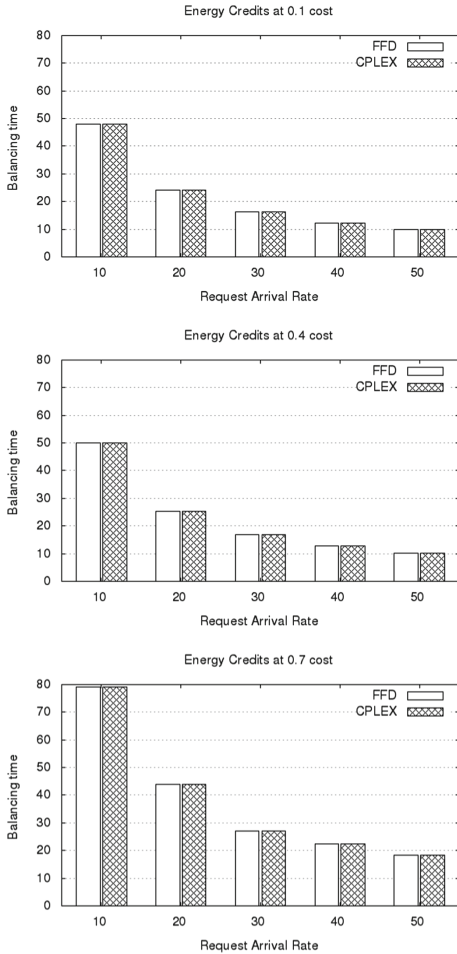 Energy Credits at 0.1 cost
80
FFD
70
CPLEX
60
50
40
30
20
10
0
Balancing time
10 20 30 40 50
Request Arrival Rate
Energy Credits at 0.4 cost
80
FFD
70
CPLEX
60
50
40
30
20
10
0
Balancing time
10 20 30 40 50
Request Arrival Rate
Energy Credits at 0.7 cost
80
FFD
70
CPLEX
60
50
40
30
20
10
0
Balancing time
10 20 30 40 50
Request Arrival Rate